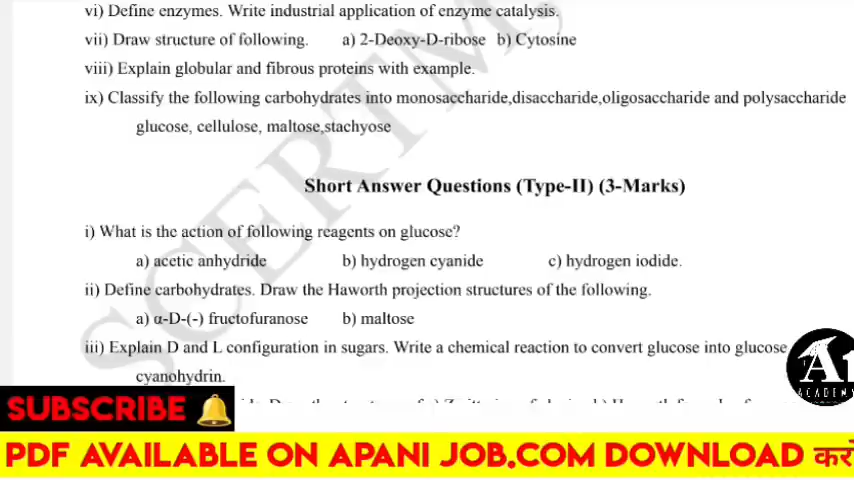 vi) Define enzymes. Write industrial application of enzyme catalysis.
vii) Draw structure of following. a) 2-Deoxy-D-ribose b) Cytosine
viii) Explain globular and fibrous proteins with example.
ix) Classify the following carbohydrates into monosaccharide,disaccharide,oligosaccharide and polysaccharide
glucose, cellulose, maltose,stachyose
Short Answer Questions (Type-II) (3-Marks)
i) What is the action of following reagents on glucose?
a) acetic anhydride b) hydrogen cyanide c) hydrogen iodide.
ii) Define carbohydrates. Draw the Haworth projection structures of the following.
a) α-D-(-) fructofuranose b) maltose
iii) Explain D and L configuration in sugars. Write a chemical reaction to convert glucose into glucose
cyanohydrin.
A1
ACADEMY
SUBSCRIBE
PDF AVAILABLE ON APANI JOB.COM DOWNLOAD करो
SCERTM